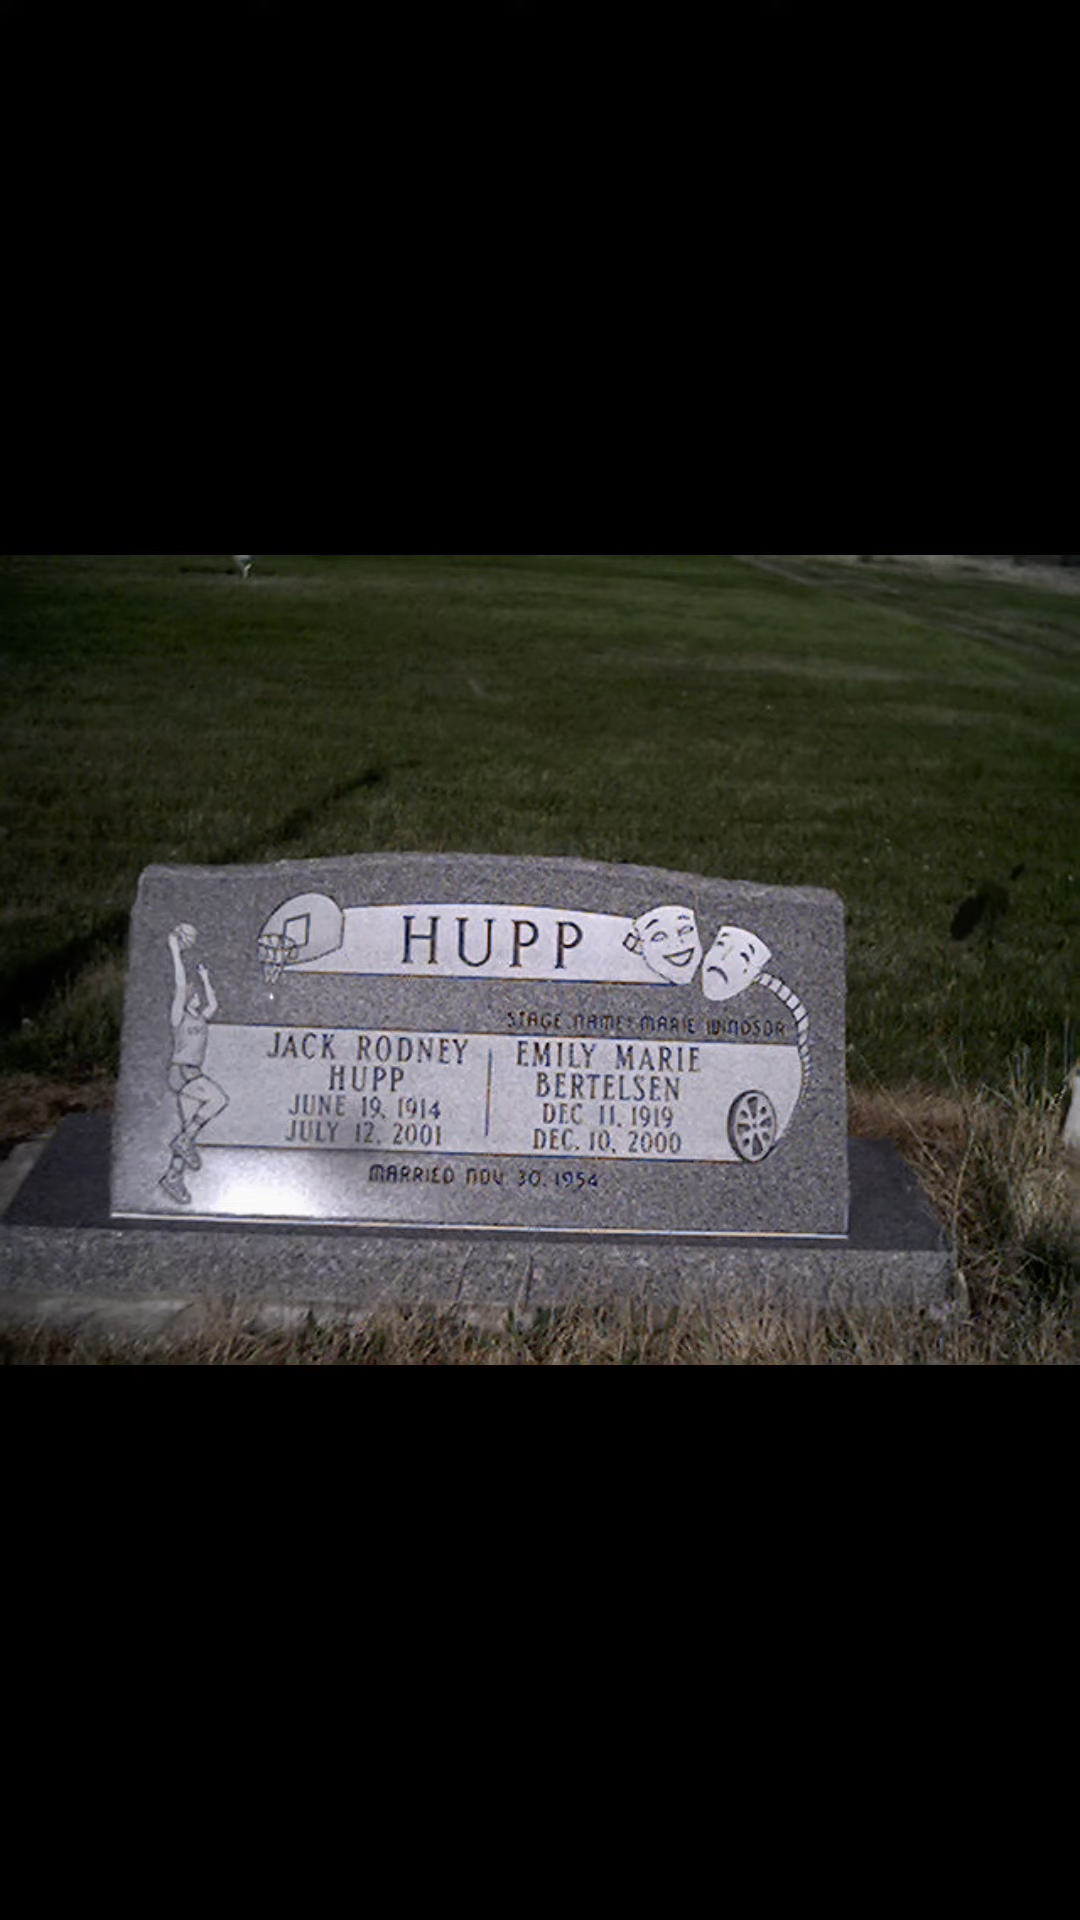 HUPP
STAGE NAME: MARIE WINDSOR
JACK RODNEY
HUPP
JUNE 19, 1914
JULY 12, 2001
EMILY MARIE
BERTELSEN
DEC. 11, 1919
DEC. 10, 2000
MARRIED NOV. 30, 1954